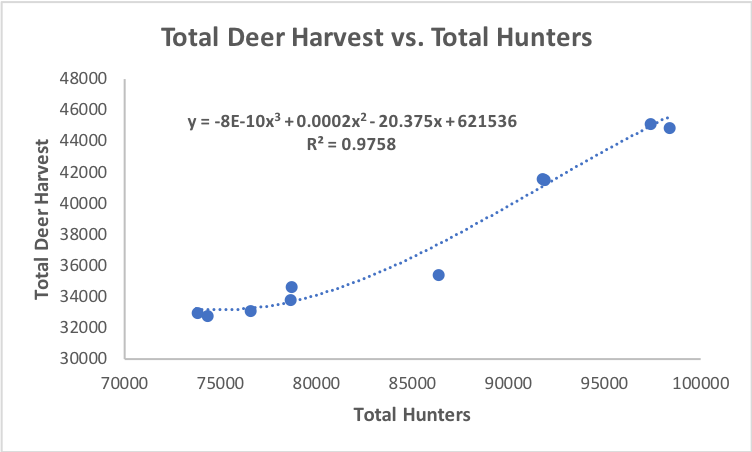 Total Deer Harvest vs. Total Hunters
48000
46000
44000
42000
40000
38000
36000
34000
32000
30000
Total Deer Harvest
y = -8E-10x³ + 0.0002x² - 20.375x + 621536
R² = 0.9758
70000 75000 80000 85000 90000 95000 100000
Total Hunters